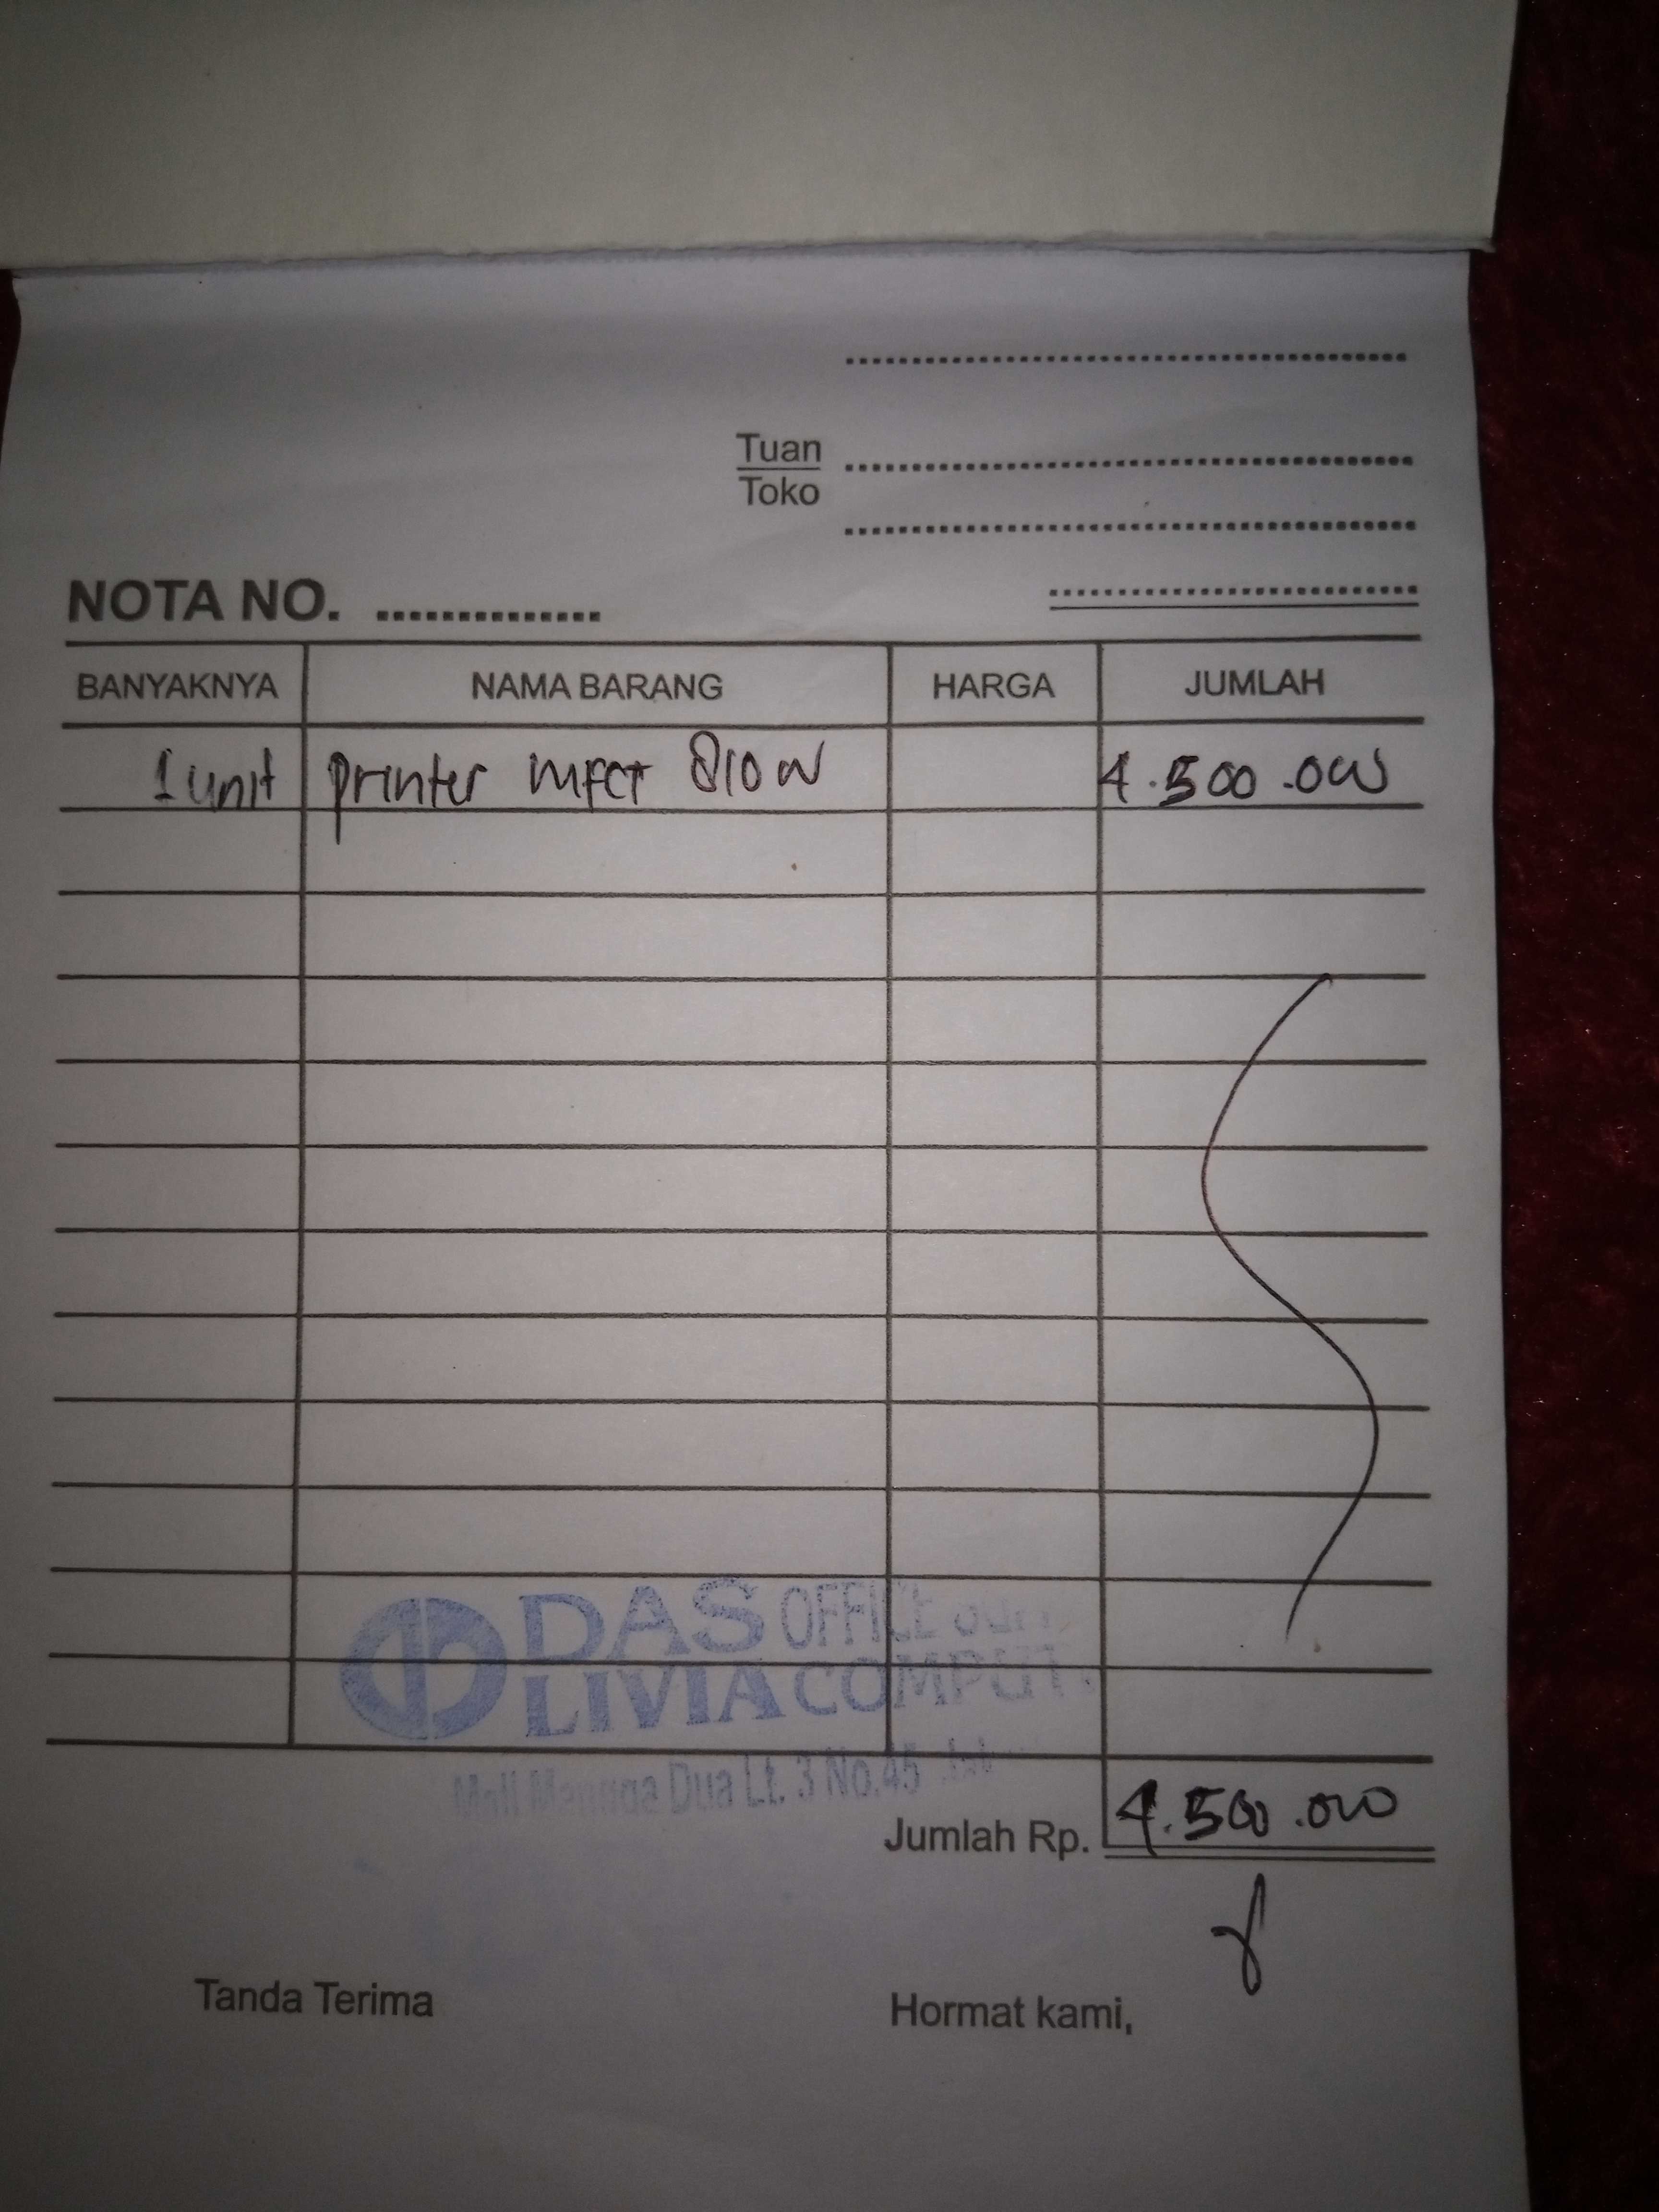 Tuan
Toko
NOTA NO.
BANYAKNYA NAMA BARANG HARGA JUMLAH
1 unit printer MFCT 810W 4.500.000
DAS OFFICE
LIVIA COMPUT
Mall Mangga Dua Lt. 3 No.45
Jumlah Rp. 4.500.000
Tanda Terima Hormat kami,